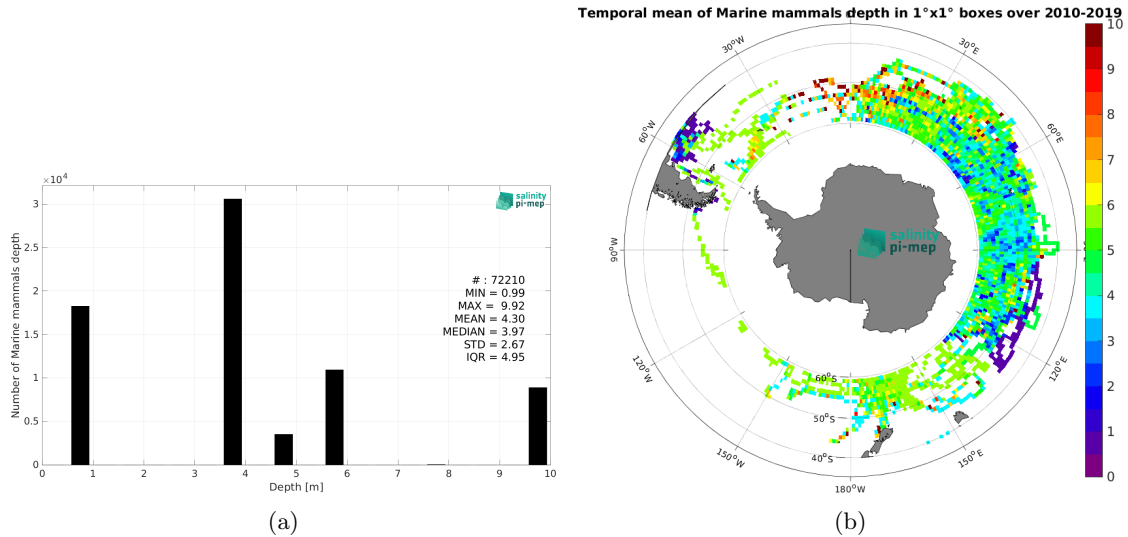 Temporal mean of Marine mammals depth in 1°x1° boxes over 2010-2019
×10⁴
Number of Marine mammals depth
3
2.5
2
1.5
1
0.5
0
0 1 2 3 4 5 6 7 8 9 10
Depth [m]
salinity
pi-mep
# : 72210
MIN = 0.99
MAX = 9.92
MEAN = 4.30
MEDIAN = 3.97
STD = 2.67
IQR = 4.95
(a)
30°W
30°E
60°W
60°E
90°W
120°W
120°E
150°W
150°E
180°W
60°S
50°S
40°S
salinity
pi-mep
10
9
8
7
6
5
4
3
2
1
0
(b)